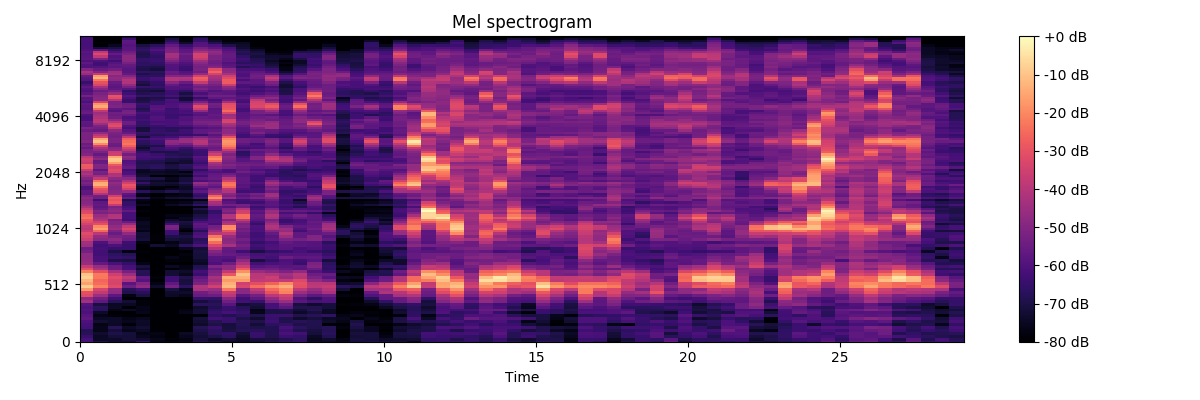 Mel spectrogram
Hz
8192
4096
2048
1024
512
0
0 5 10 15 20 25
Time
+0 dB
-10 dB
-20 dB
-30 dB
-40 dB
-50 dB
-60 dB
-70 dB
-80 dB